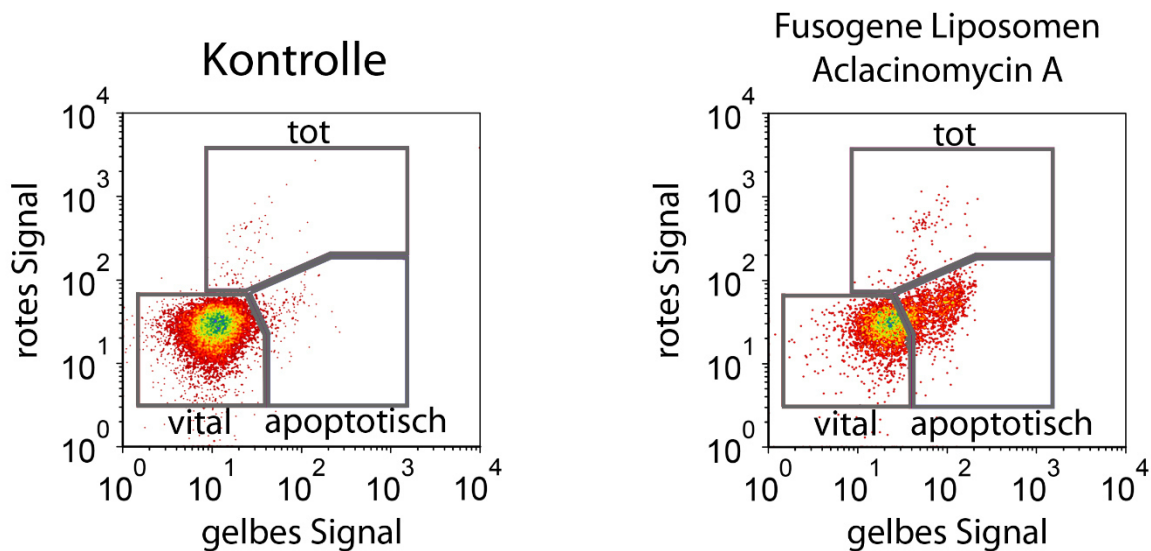 Kontrolle
10^4
10^3
10^2
10^1
10^0
rotes Signal
tot
vital
apoptotisch
10^0
10^1
10^2
10^3
10^4
gelbes Signal
Fusogene Liposomen
Aclacinomycin A
10^4
10^3
10^2
10^1
10^0
rotes Signal
tot
vital
apoptotisch
10^0
10^1
10^2
10^3
10^4
gelbes Signal